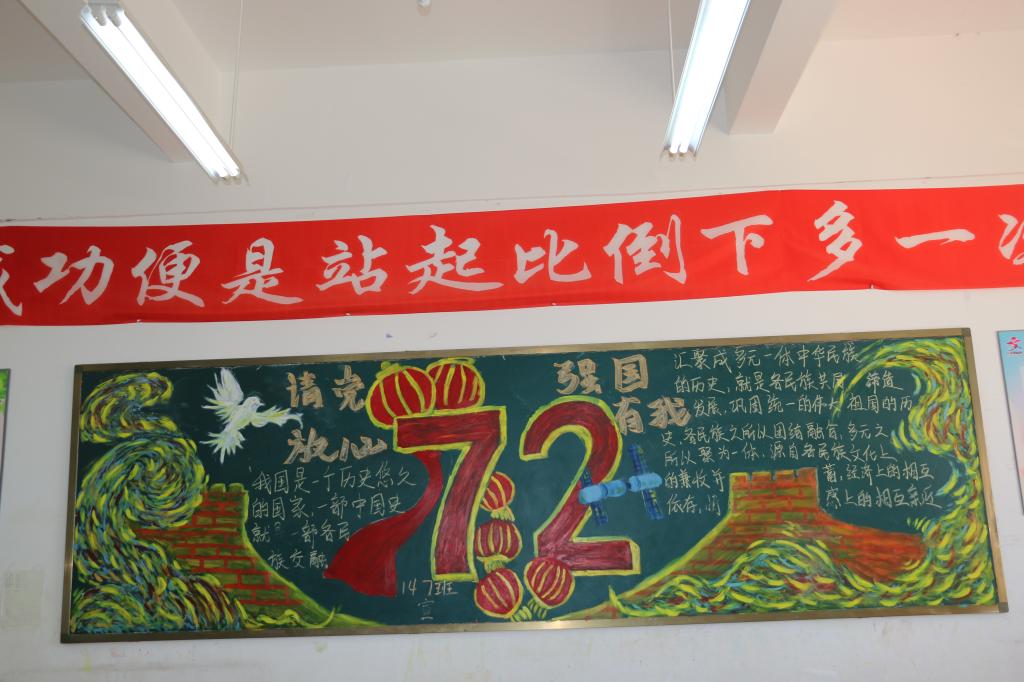 功便是站起比倒下多一
请党
放心
强国
有我
72
我国是一个历史悠久
的国家,一部中国史
就是一部各民
族交融
147班
宣
汇聚成多元一体中华民族
的历史,就是各民族共同 缔造
发展、巩固统一的伟大祖国的历
史,各民族之所以团结融合,多元之
所以聚为一体,源自各民族文化上
的兼收并蓄,经济上的相互
依存,情感上的相互亲近